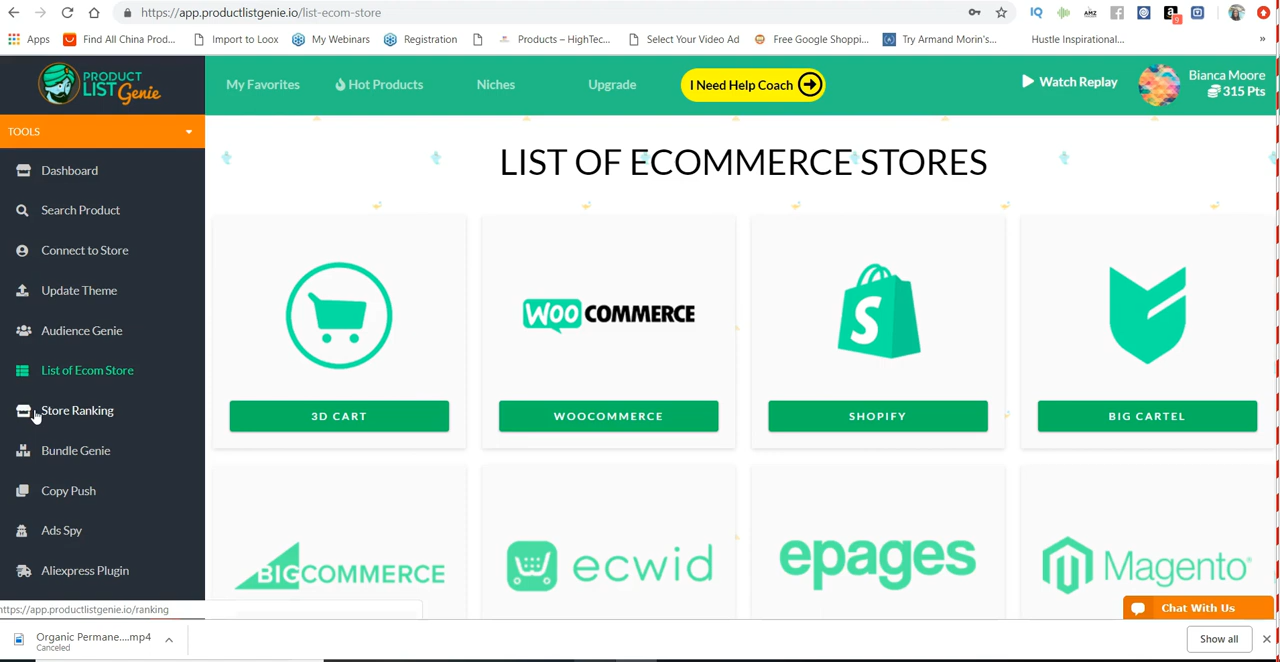 https://app.productlistgenie.io/list-ecom-store
IQ
AMZ
a
9
Apps
Find All China Prod...
Import to Loox
My Webinars
Registration
Products – HighTec...
Select Your Video Ad
Free Google Shoppi...
Try Armand Morin's...
Hustle Inspirational...
»
PRODUCT
LIST Genie
My Favorites
Hot Products
Niches
Upgrade
I Need Help Coach
Watch Replay
Bianca Moore
315 Pts
TOOLS
Dashboard
Search Product
Connect to Store
Update Theme
Audience Genie
List of Ecom Store
Store Ranking
Bundle Genie
Copy Push
Ads Spy
Aliexpress Plugin
LIST OF ECOMMERCE STORES
WOO COMMERCE
S
3D CART
WOOCOMMERCE
SHOPIFY
BIG CARTEL
BIGCOMMERCE
ecwid
epages
Magento
Chat With Us
https://app.productlistgenie.io/ranking
Organic Permane....mp4
Canceled
Show all